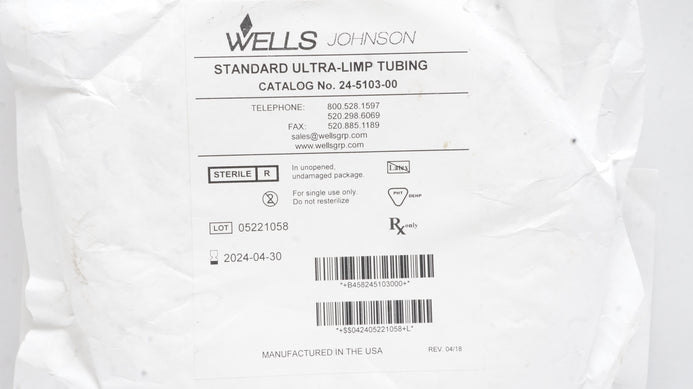 WELLS JOHNSON
STANDARD ULTRA-LIMP TUBING
CATALOG No. 24-5103-00
TELEPHONE: 800.528.1597
520.298.6069
FAX: 520.885.1189
sales@wellsgrp.com
www.wellsgrp.com
STERILE R In unopened, undamaged package. Latex
2 For single use only. Do not resterilize PHT DEHP
LOT 05221058 Rx only
2024-04-30
*+B458245103000+*
*+$$042405221058+L*
MANUFACTURED IN THE USA REV. 04/16